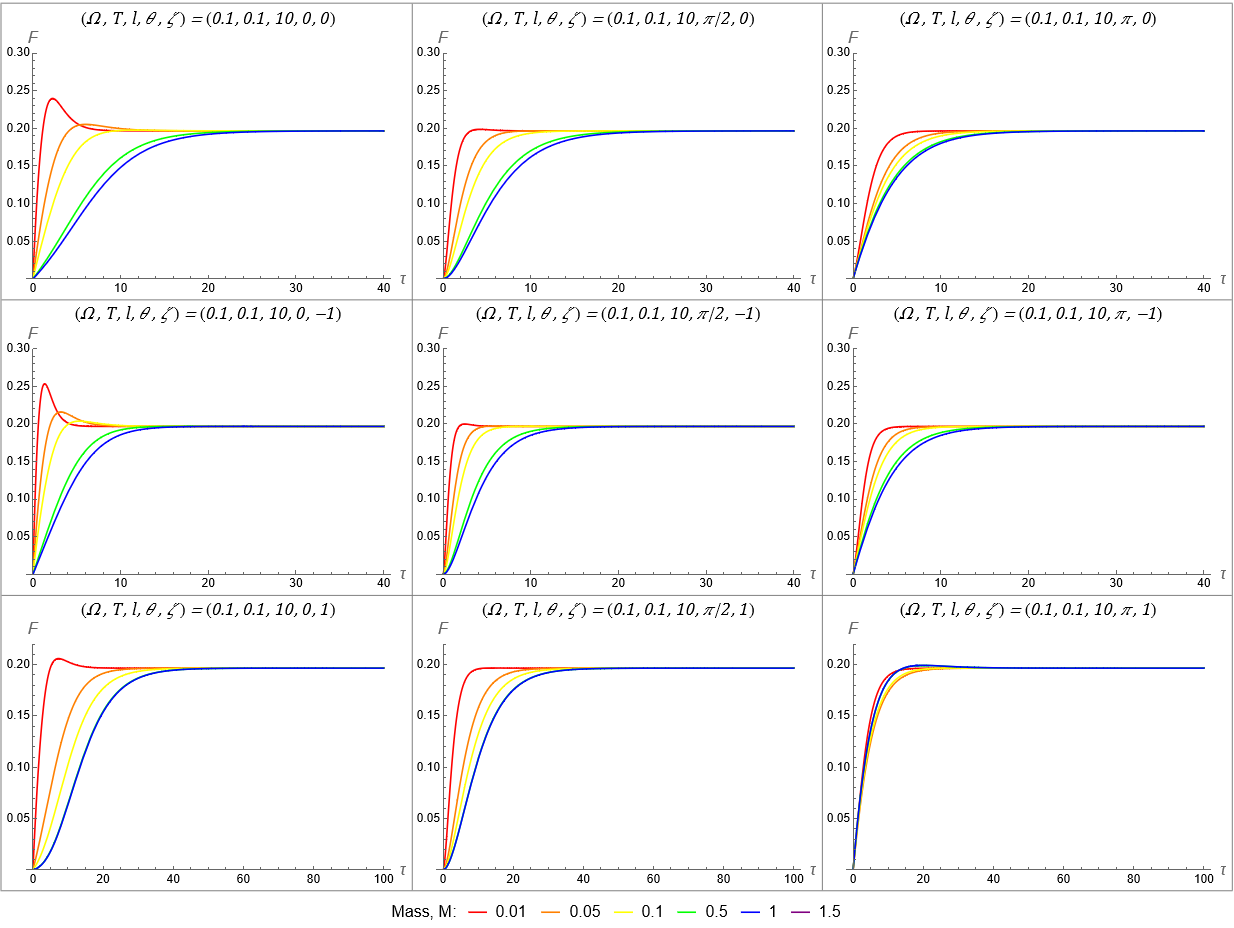 (Ω, T, l, θ, ζ) = (0.1, 0.1, 10, 0, 0)
F
0.30
0.25
0.20
0.15
0.10
0.05
0 10 20 30 40 τ
(Ω, T, l, θ, ζ) = (0.1, 0.1, 10, π/2, 0)
F
0.30
0.25
0.20
0.15
0.10
0.05
0 10 20 30 40 τ
(Ω, T, l, θ, ζ) = (0.1, 0.1, 10, π, 0)
F
0.30
0.25
0.20
0.15
0.10
0.05
0 10 20 30 40 τ
(Ω, T, l, θ, ζ) = (0.1, 0.1, 10, 0, −1)
F
0.30
0.25
0.20
0.15
0.10
0.05
0 10 20 30 40 τ
(Ω, T, l, θ, ζ) = (0.1, 0.1, 10, π/2, −1)
F
0.30
0.25
0.20
0.15
0.10
0.05
0 10 20 30 40 τ
(Ω, T, l, θ, ζ) = (0.1, 0.1, 10, π, −1)
F
0.30
0.25
0.20
0.15
0.10
0.05
0 10 20 30 40 τ
(Ω, T, l, θ, ζ) = (0.1, 0.1, 10, 0, 1)
F
0.20
0.15
0.10
0.05
0 20 40 60 80 100 τ
(Ω, T, l, θ, ζ) = (0.1, 0.1, 10, π/2, 1)
F
0.20
0.15
0.10
0.05
0 20 40 60 80 100 τ
(Ω, T, l, θ, ζ) = (0.1, 0.1, 10, π, 1)
F
0.20
0.15
0.10
0.05
0 20 40 60 80 100 τ
Mass, M: 0.01 0.05 0.1 0.5 1 1.5